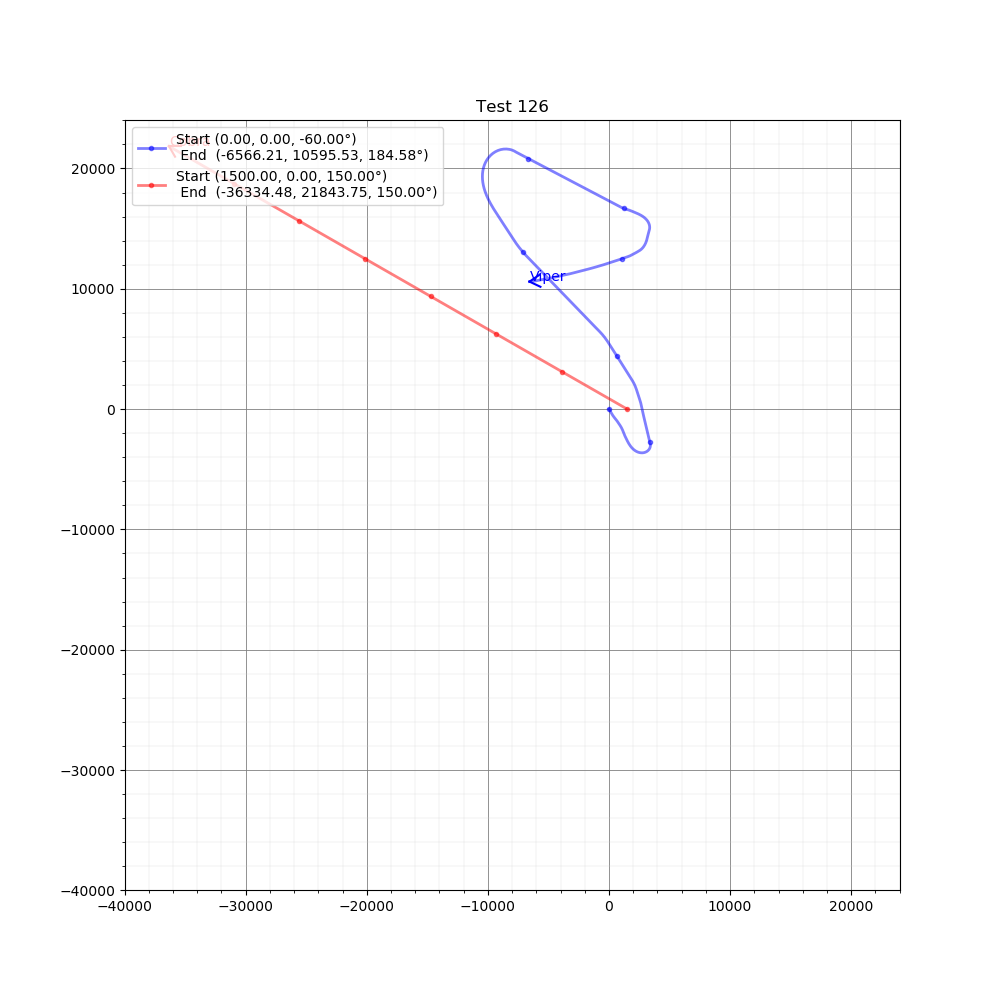 Test 126
Start (0.00, 0.00, -60.00°)
End (-6566.21, 10595.53, 184.58°)
Start (1500.00, 0.00, 150.00°)
End (-36334.48, 21843.75, 150.00°)
Viper
20000
10000
0
−10000
−20000
−30000
−40000
−40000 −30000 −20000 −10000 0 10000 20000